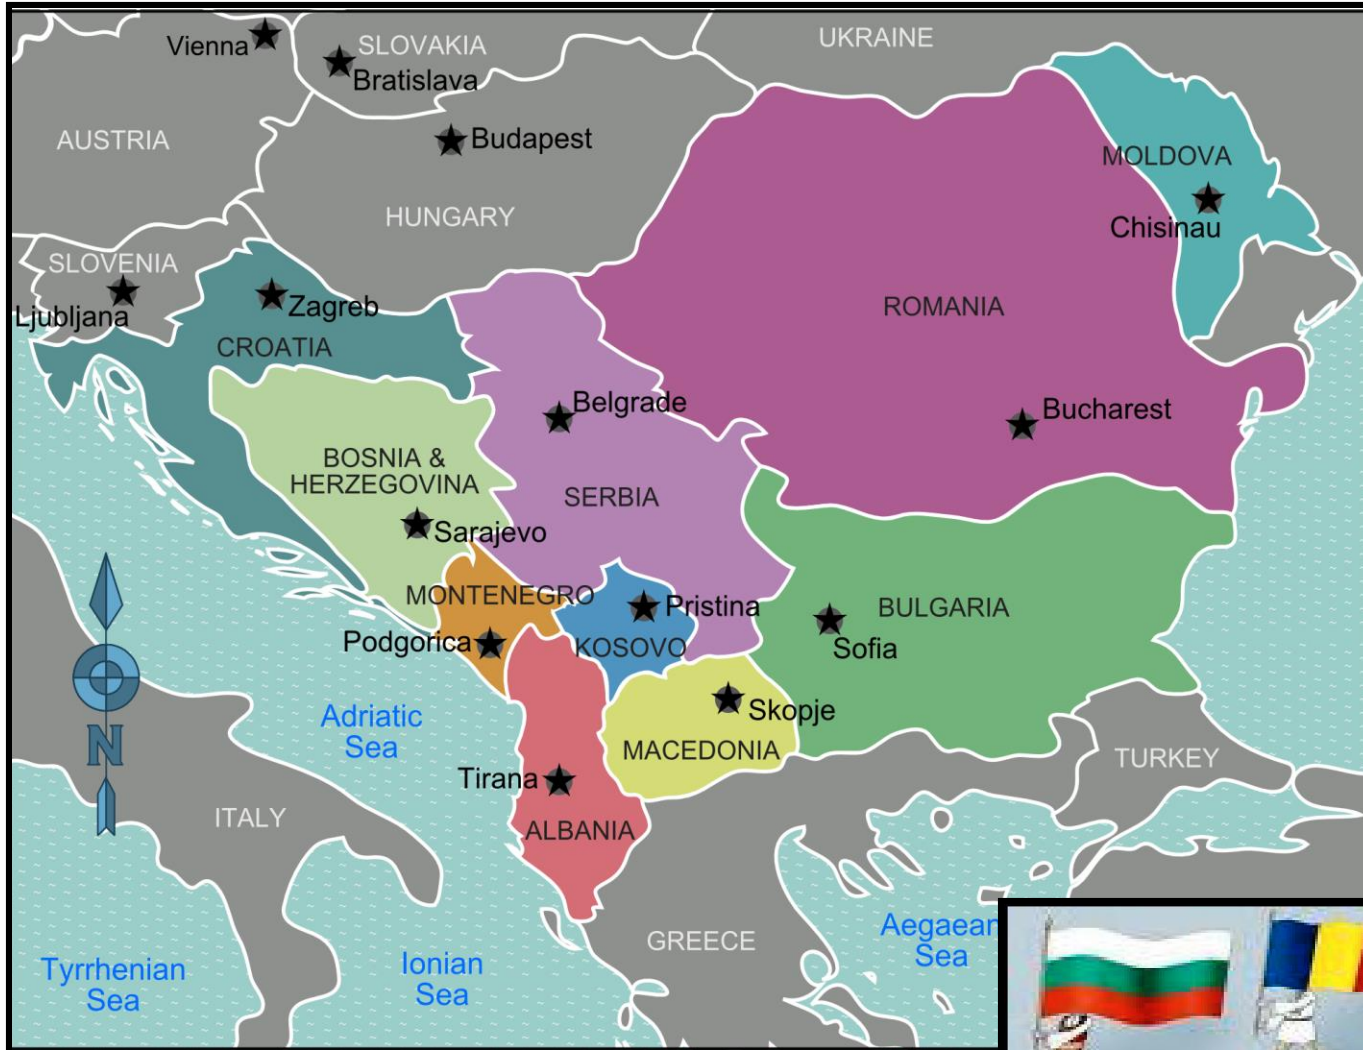 Vienna
SLOVAKIA
Bratislava
UKRAINE
AUSTRIA
Budapest
HUNGARY
MOLDOVA
Chisinau
SLOVENIA
Ljubljana
Zagreb
CROATIA
ROMANIA
Belgrade
Bucharest
BOSNIA &
HERZEGOVINA
SERBIA
Sarajevo
MONTENEGRO
Pristina
BULGARIA
Podgorica
KOSOVO
Sofia
Adriatic
Sea
Skopje
MACEDONIA
TURKEY
N
Tirana
ITALY
ALBANIA
GREECE
Aegaean
Sea
Tyrrhenian
Sea
Ionian
Sea